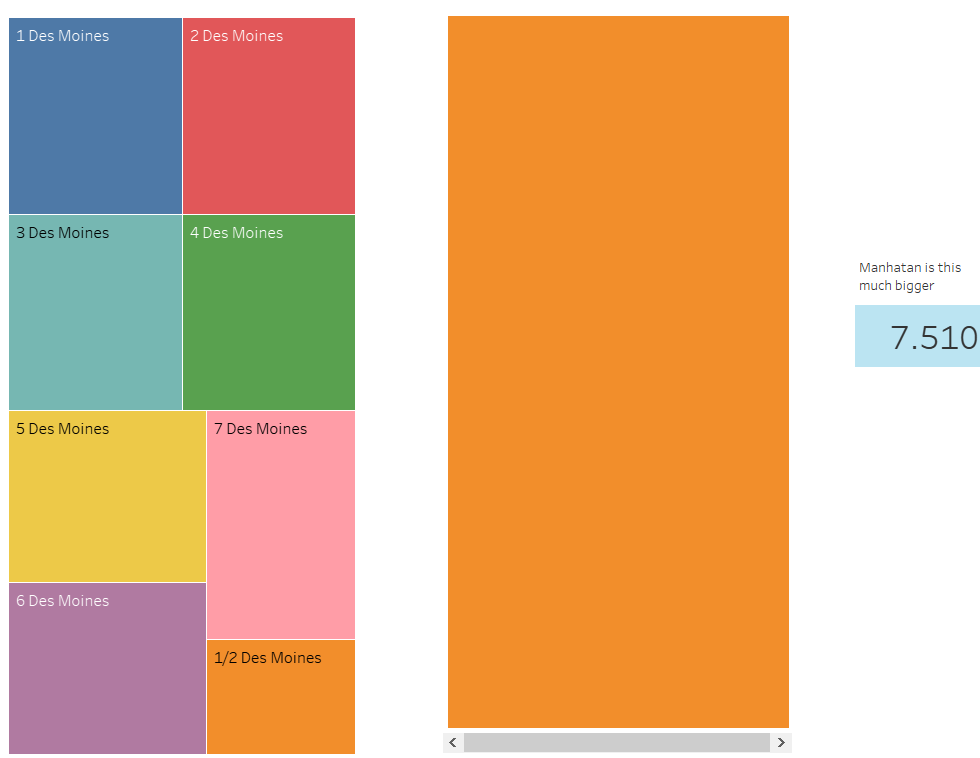 1 Des Moines
2 Des Moines
3 Des Moines
4 Des Moines
5 Des Moines
7 Des Moines
6 Des Moines
1/2 Des Moines
Manhatan is this
much bigger
7.510